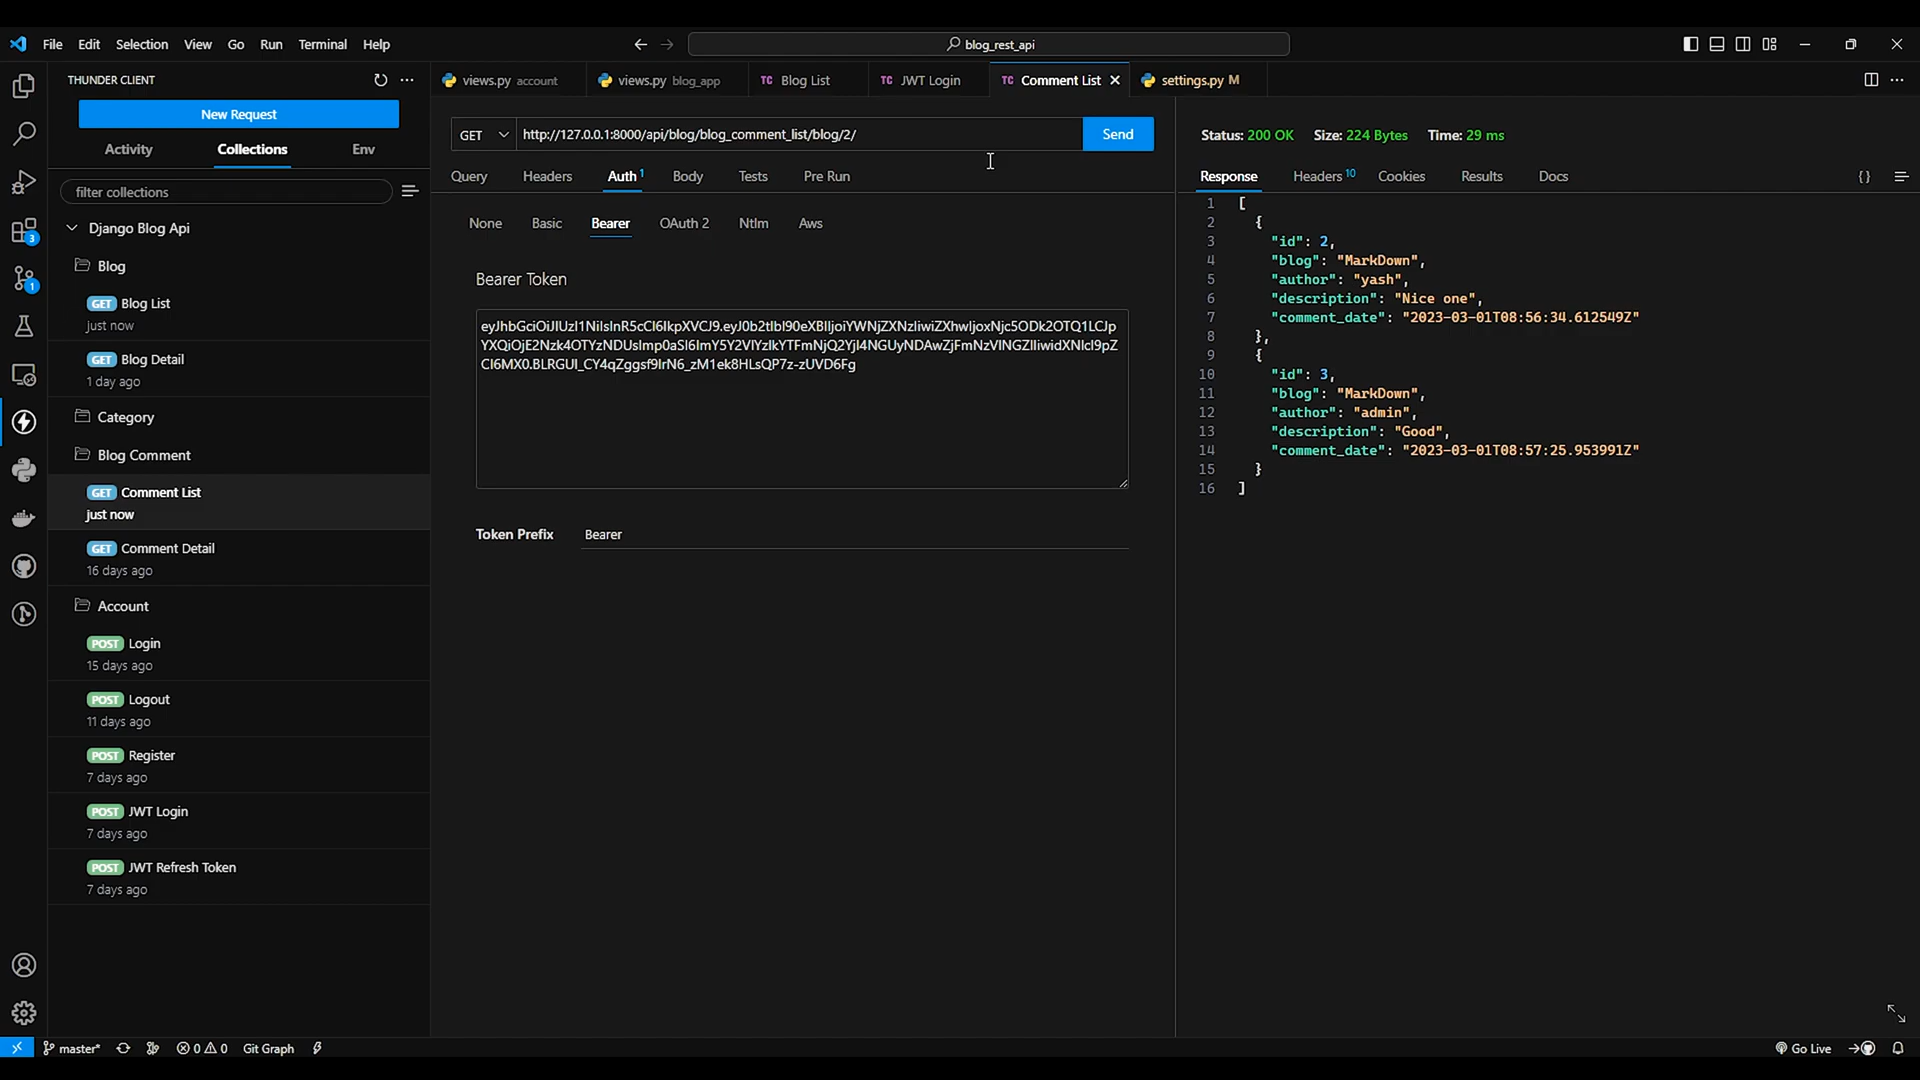 File Edit Selection View Go Run Terminal Help
blog_rest_api
THUNDER CLIENT
New Request
Activity Collections Env
filter collections
Django Blog Api
Blog
GET Blog List
just now
GET Blog Detail
1 day ago
Category
Blog Comment
GET Comment List
just now
GET Comment Detail
16 days ago
Account
POST Login
15 days ago
POST Logout
11 days ago
POST Register
7 days ago
POST JWT Login
7 days ago
POST JWT Refresh Token
7 days ago
3
1
views.py account
views.py blog_app
TC Blog List
TC JWT Login
TC Comment List
settings.py M
GET http://127.0.0.1:8000/api/blog/blog_comment_list/blog/2/ Send
Query Headers Auth 1 Body Tests Pre Run
None Basic Bearer OAuth 2 Ntlm Aws
Bearer Token
Token Prefix Bearer
Status: 200 OK Size: 224 Bytes Time: 29 ms
Response Headers 10 Cookies Results Docs {}
1 [
2 {
3 "id": 2,
4 "blog": "MarkDown",
5 "author": "yash",
6 "description": "Nice one",
7 "comment_date": "2023-03-01T08:56:34.612549Z"
8 },
9 {
10 "id": 3,
11 "blog": "MarkDown",
12 "author": "admin",
13 "description": "Good",
14 "comment_date": "2023-03-01T08:57:25.953991Z"
15 }
16 ]
master* 0 0 Git Graph
Go Live